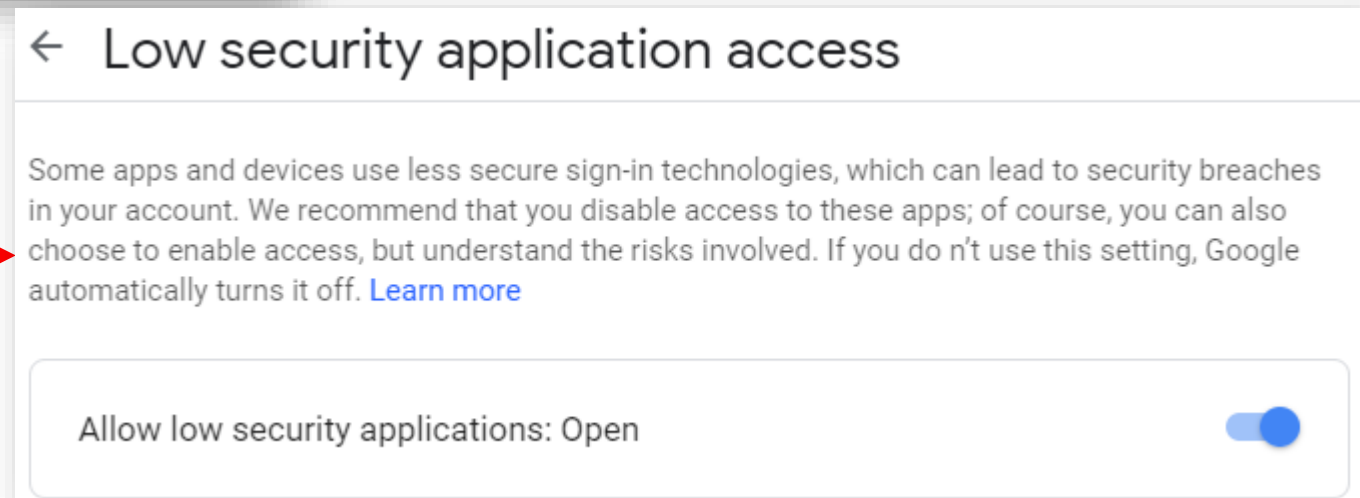 Low security application access
Some apps and devices use less secure sign-in technologies, which can lead to security breaches
in your account. We recommend that you disable access to these apps; of course, you can also
choose to enable access, but understand the risks involved. If you do n’t use this setting, Google
automatically turns it off. Learn more
Allow low security applications: Open